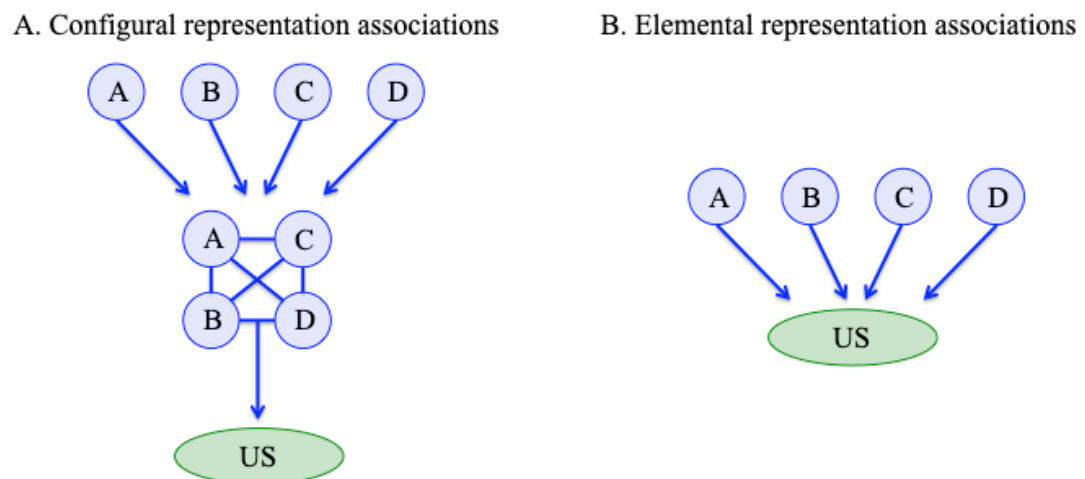 A. Configural representation associations
A B C D
A C
B D
US
B. Elemental representation associations
A B C D
US